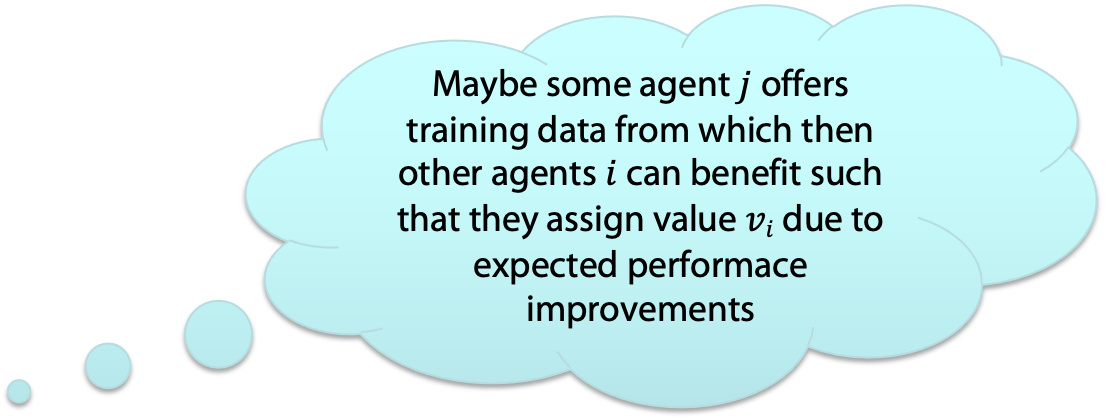 Maybe some agent j offers
training data from which then
other agents i can benefit such
that they assign value vᵢ due to
expected performace
improvements